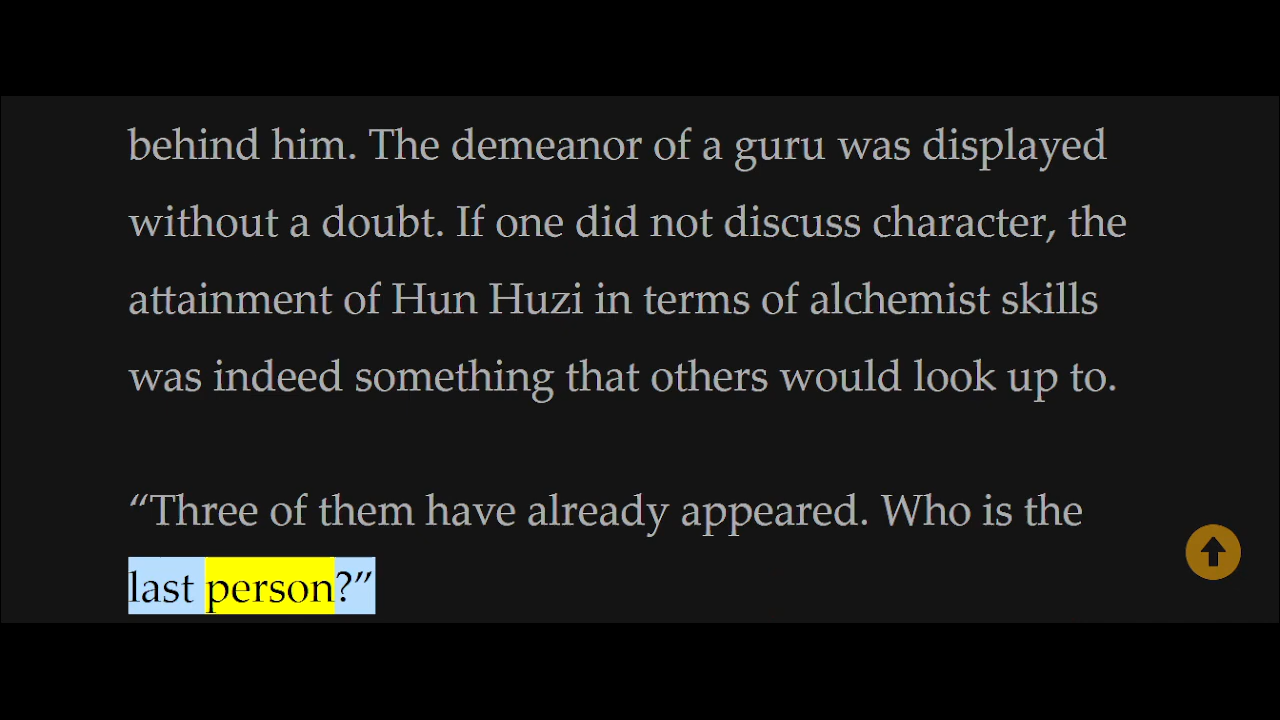 behind him. The demeanor of a guru was displayed
without a doubt. If one did not discuss character, the
attainment of Hun Huzi in terms of alchemist skills
was indeed something that others would look up to.
“Three of them have already appeared. Who is the
last person?”